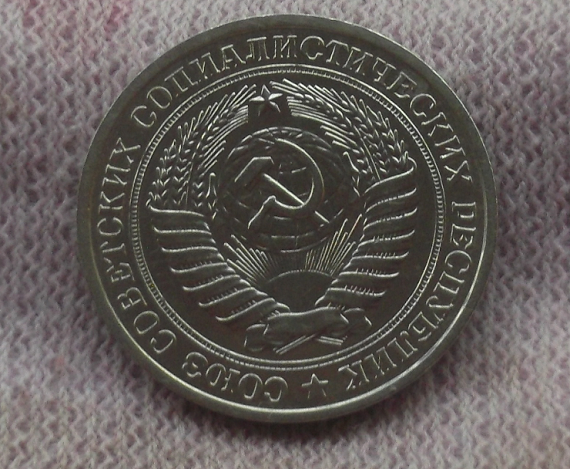 СОЮЗ СОВЕТСКИХ СОЦИАЛИСТИЧЕСКИХ РЕСПУБЛИК